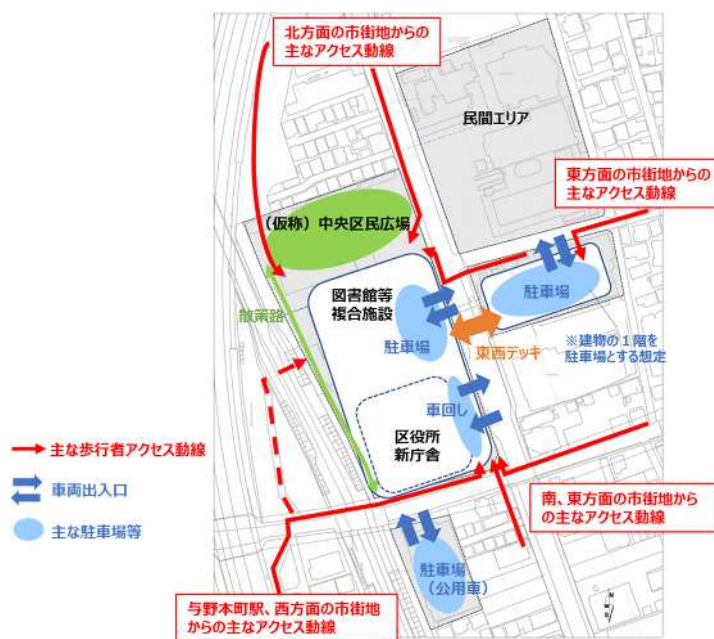 北方面の市街地からの
主なアクセス動線
民間エリア
東方面の市街地からの
主なアクセス動線
（仮称）中央区民広場
図書館等
複合施設
駐車場
駐車場
散策路
東西デッキ
※建物の１階を
駐車場とする想定
車回し
区役所
新庁舎
主な歩行者アクセス動線
車両出入口
主な駐車場等
南、東方面の市街地から
の主なアクセス動線
駐車場
（公用車）
与野本町駅、西方面の市街地
からの主なアクセス動線